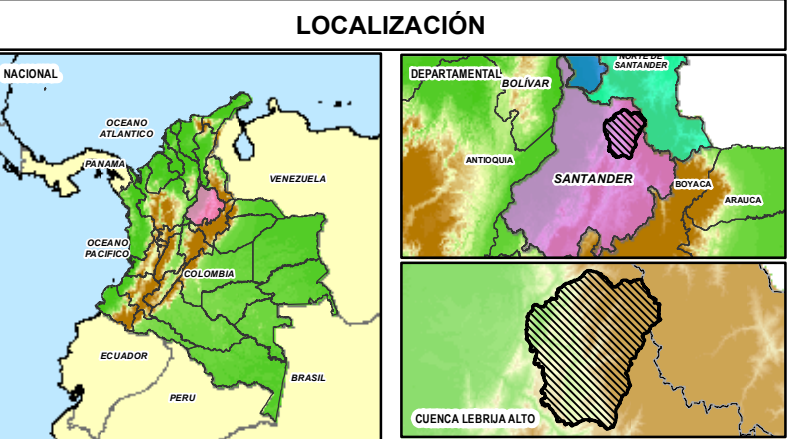 LOCALIZACIÓN
NACIONAL
OCEANO
ATLANTICO
PANAMA
VENEZUELA
OCEANO
PACIFICO
COLOMBIA
ECUADOR
PERU
BRASIL
DEPARTAMENTAL
BOLÍVAR
NORTE DE
SANTANDER
ANTIOQUIA
SANTANDER
BOYACA
ARAUCA
CUENCA LEBRIJA ALTO